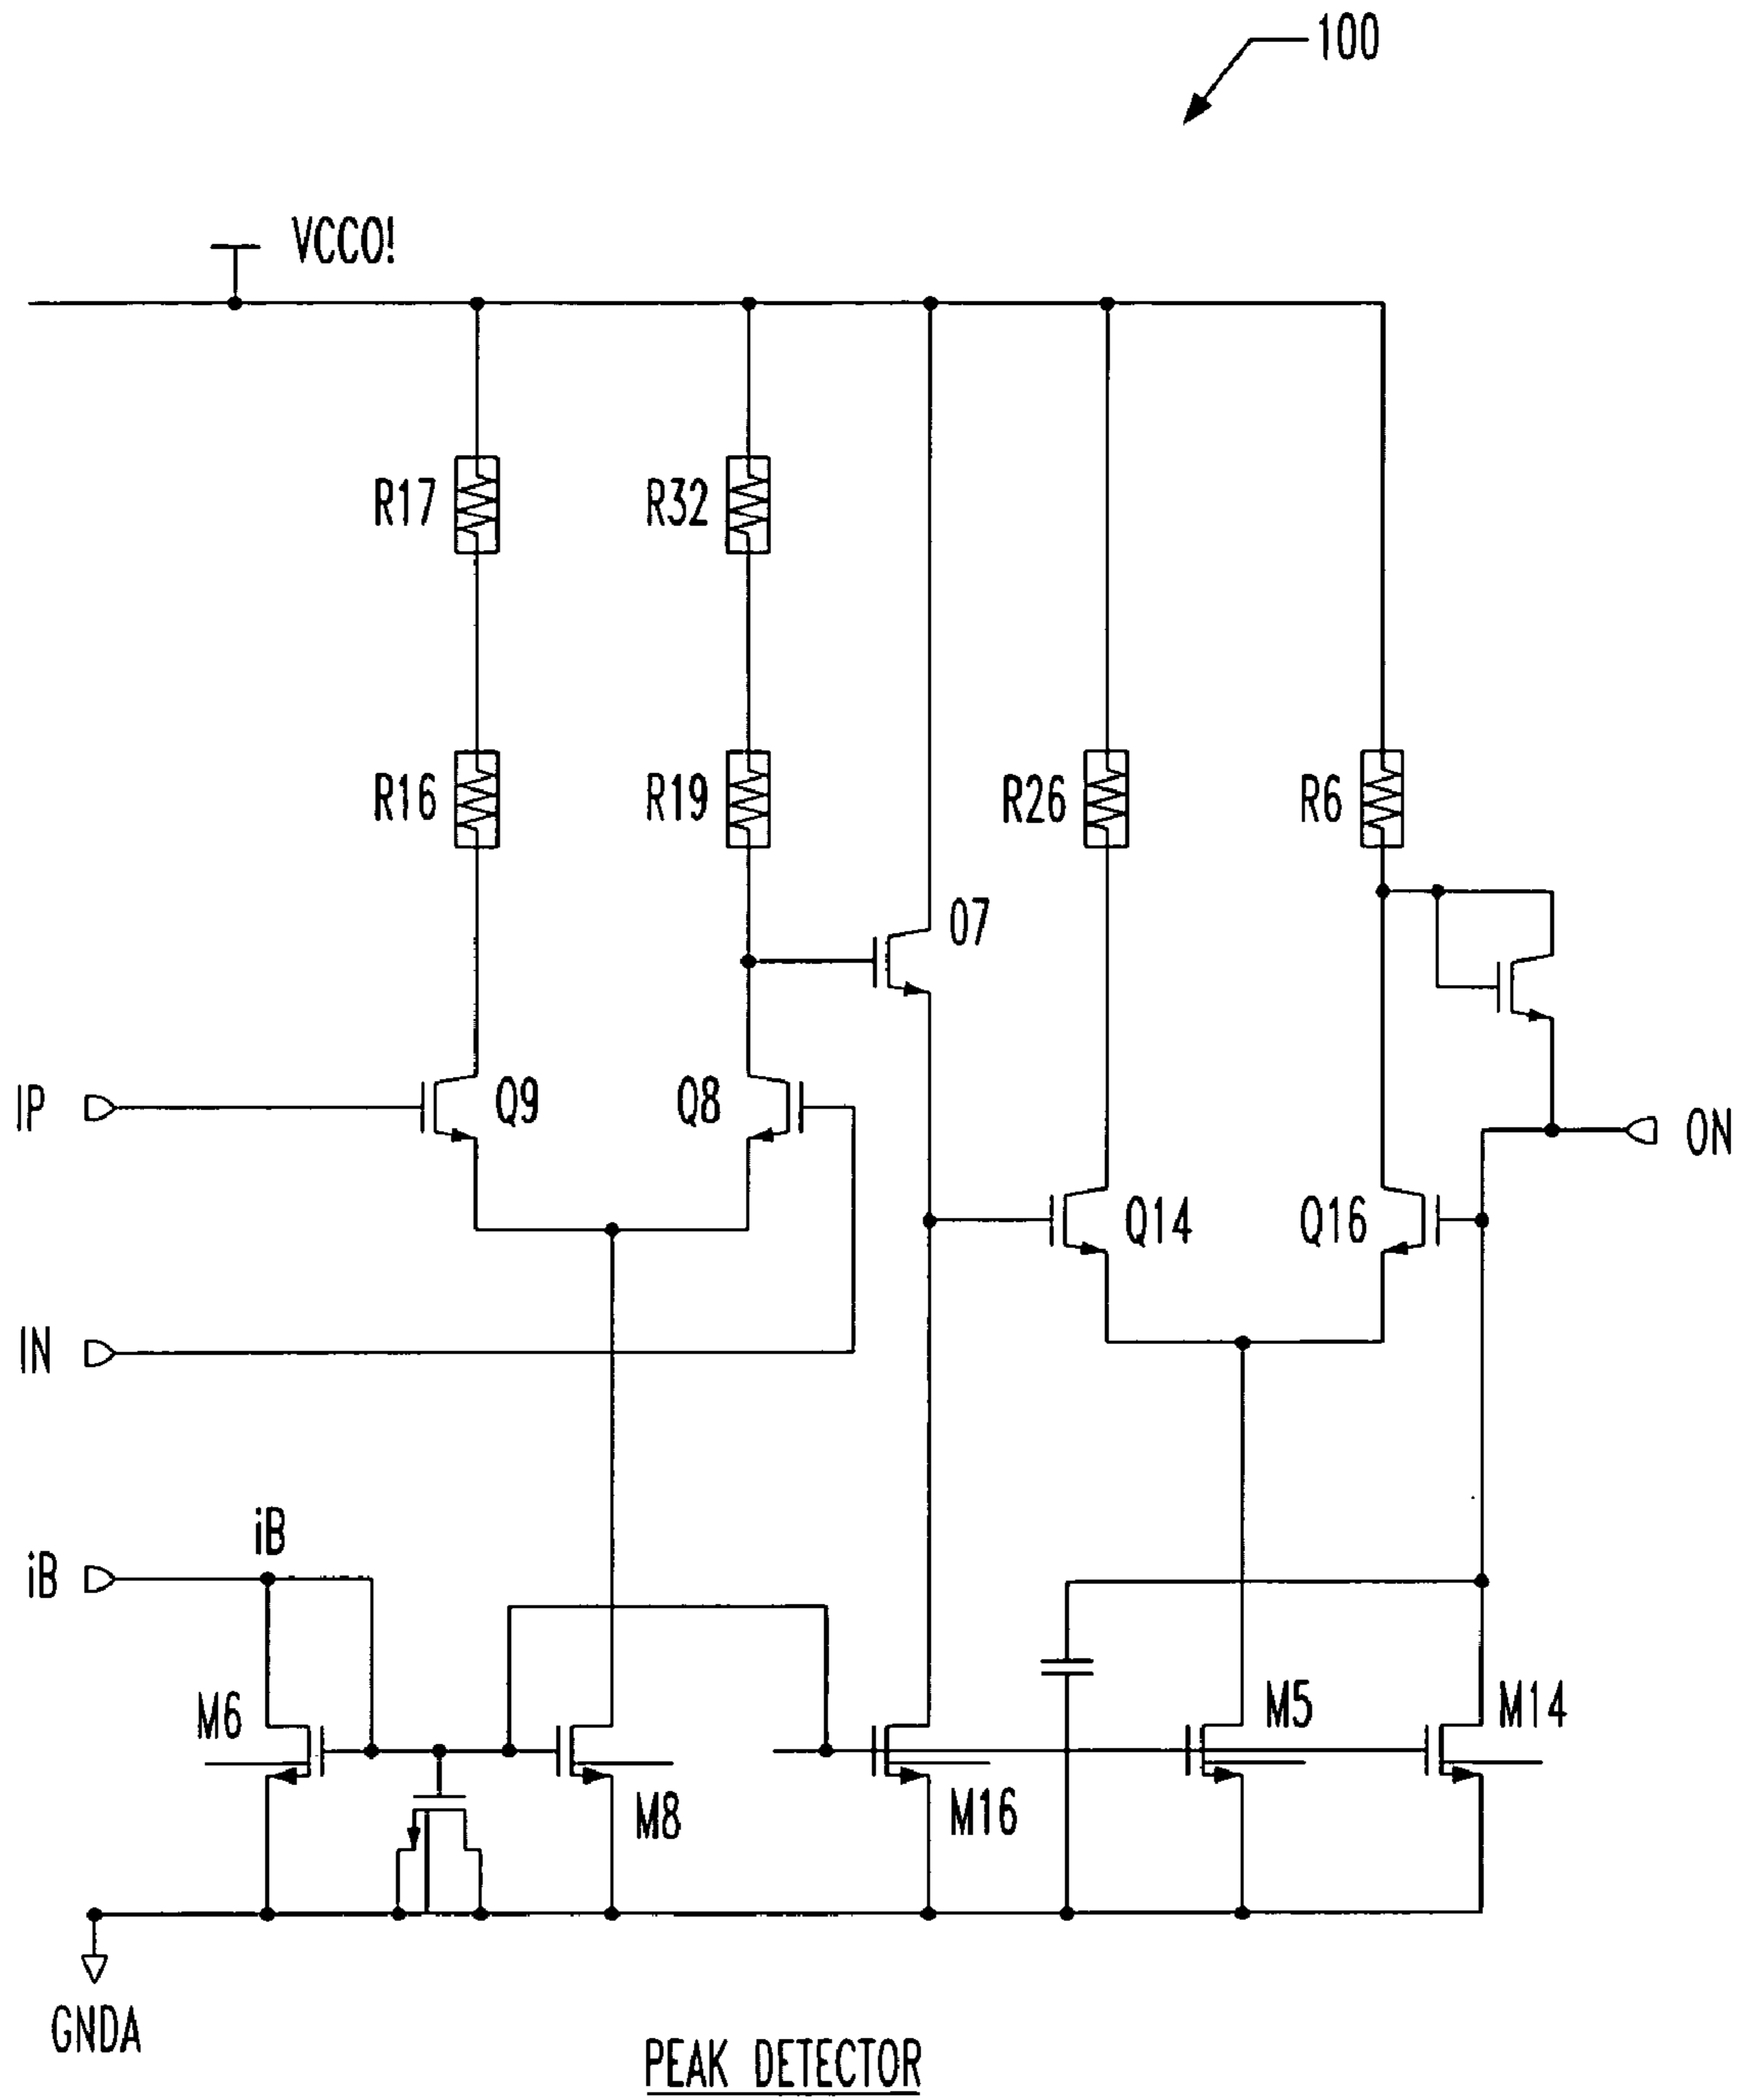 100
VCCO!
R17
R32
R16
R19
R26
R6
07
IP
Q9
Q8
ON
Q14
Q16
IN
iB
iB
M6
M5
M14
M8
M16
GNDA
PEAK DETECTOR